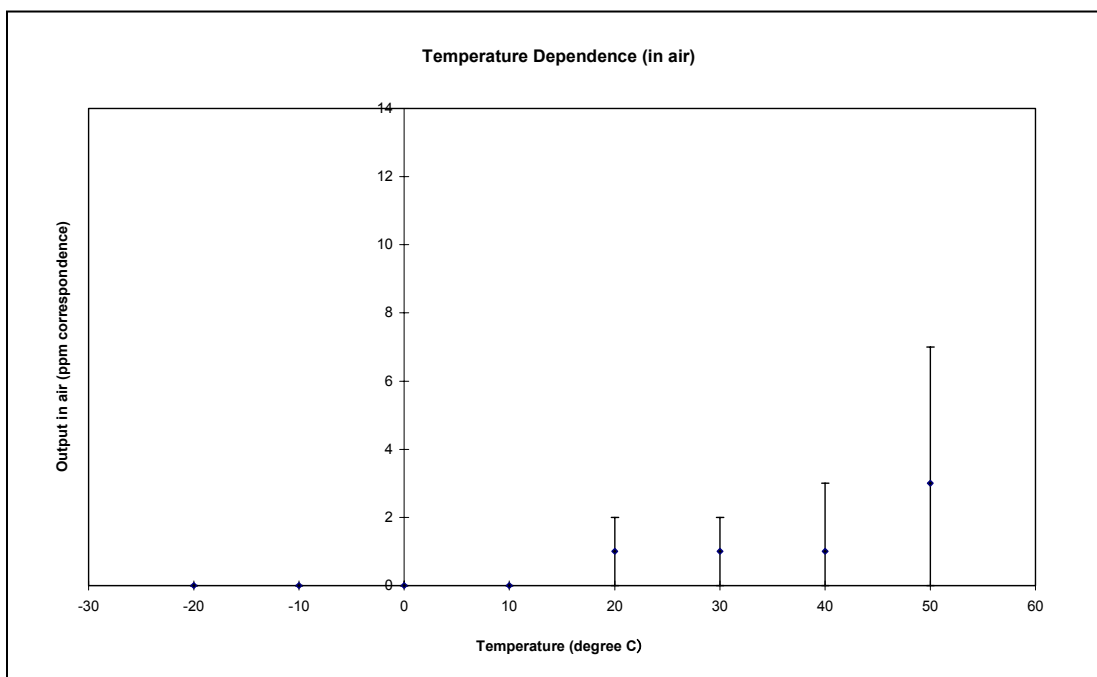 Temperature Dependence (in air)
14
12
10
8
6
4
2
0
Output in air (ppm correspondence)
-30 -20 -10 0 10 20 30 40 50 60
Temperature (degree C)